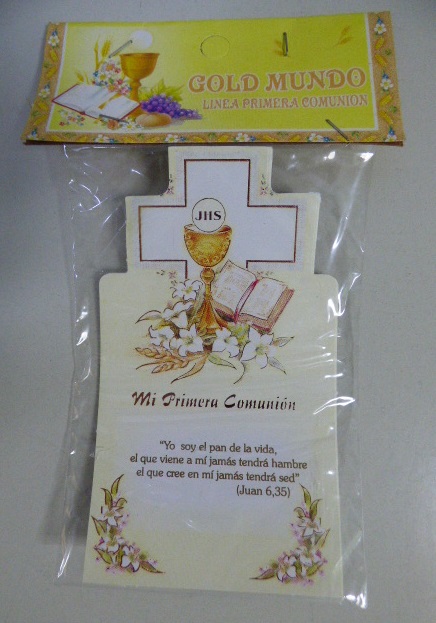 GOLD MUNDO
LINEA PRIMERA COMUNION
JHS
Mi Primera Comunión
“Yo soy el pan de la vida,
el que viene a mí jamás tendrá hambre
el que cree en mí jamás tendrá sed”
(Juan 6,35)